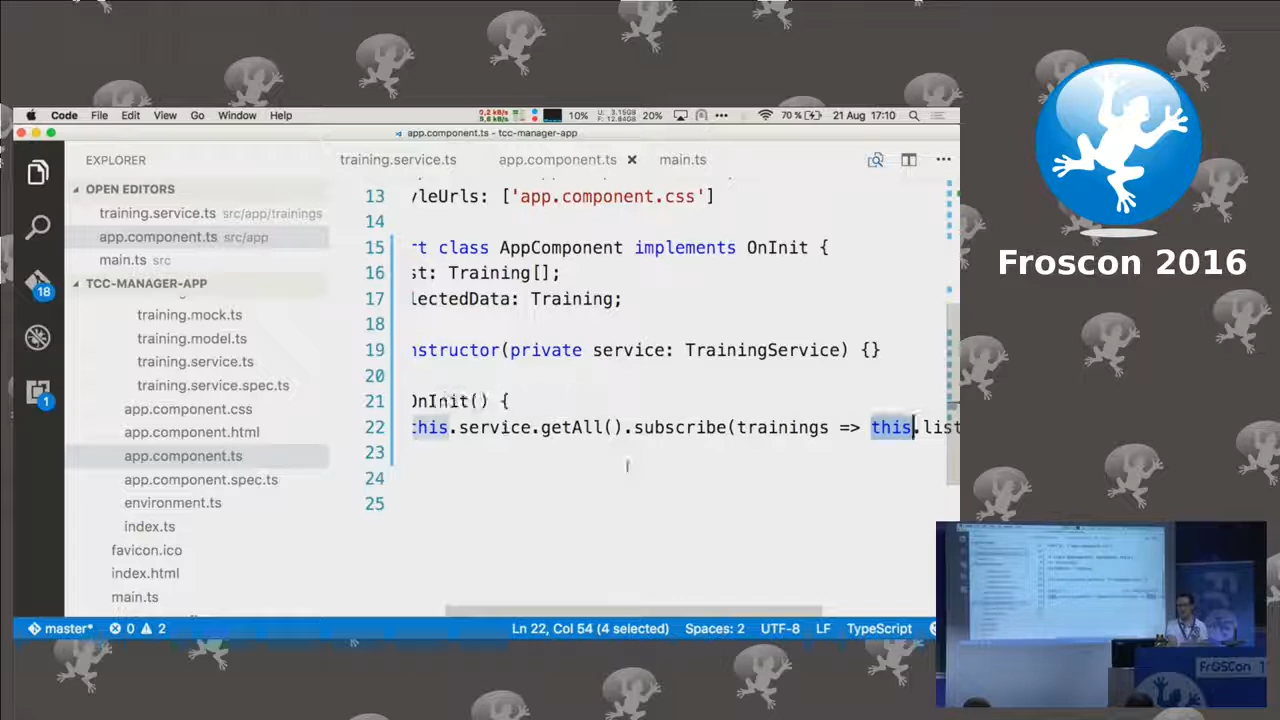 Code File Edit View Go Window Help 10% 20% 70% 21 Aug 17:10
app.component.ts - tcc-manager-app
EXPLORER
training.service.ts app.component.ts main.ts
OPEN EDITORS
training.service.ts src/app/trainings
app.component.ts src/app
main.ts src
TCC-MANAGER-APP
training.mock.ts
training.model.ts
training.service.ts
training.service.spec.ts
app.component.css
app.component.html
app.component.ts
app.component.spec.ts
environment.ts
index.ts
favicon.ico
index.html
main.ts
18
1
13 yleUrls: ['app.component.css']
14
15 rt class AppComponent implements OnInit {
16 st: Training[];
17 lectedData: Training;
18
19 nstructor(private service: TrainingService) {}
20
21 OnInit() {
22 this.service.getAll().subscribe(trainings => this.list
23
24
25
master* 0 2 Ln 22, Col 54 (4 selected) Spaces: 2 UTF-8 LF TypeScript
Froscon 2016
FrOSCon 1